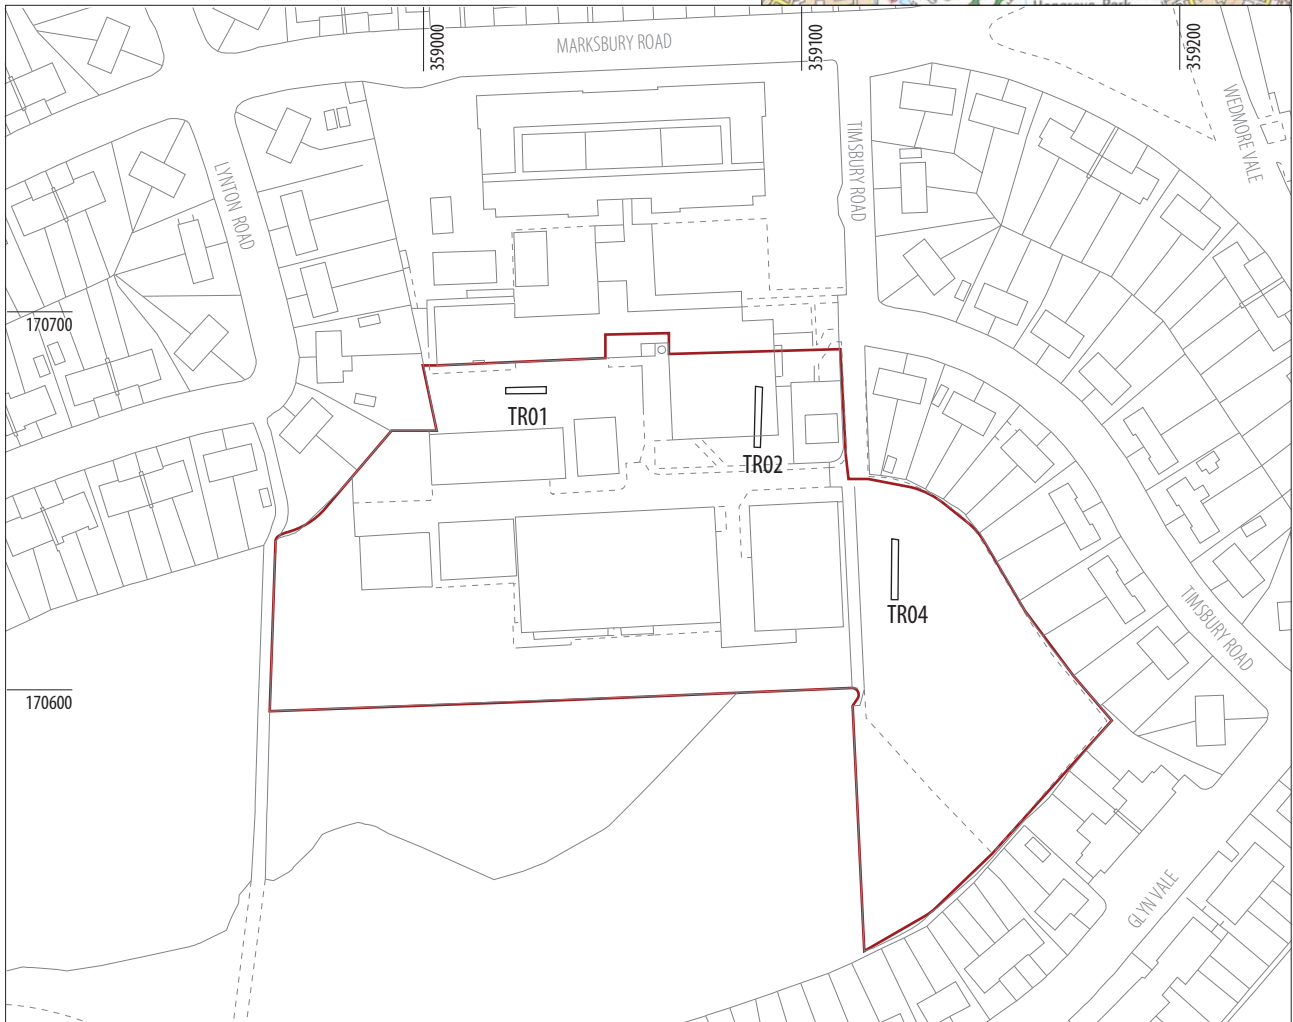 MARKSBURY ROAD
359000
359100
359200
WEDMORE VALE
TIMSBURY ROAD
LYNTON ROAD
170700
TR01
TR02
TR04
TIMSBURY ROAD
170600
GLYN VALE